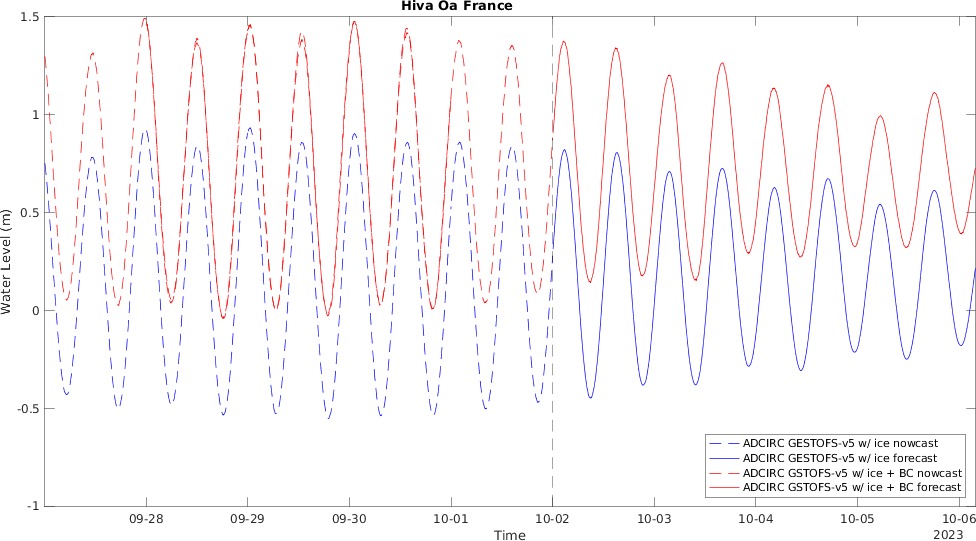 Hiva Oa France
1.5
1
0.5
0
-0.5
-1
Water Level (m)
ADCIRC GESTOFS-v5 w/ ice nowcast
ADCIRC GESTOFS-v5 w/ ice forecast
ADCIRC GSTOFS-v5 w/ ice + BC nowcast
ADCIRC GSTOFS-v5 w/ ice + BC forecast
09-28 09-29 09-30 10-01 10-02 10-03 10-04 10-05 10-06
Time
2023